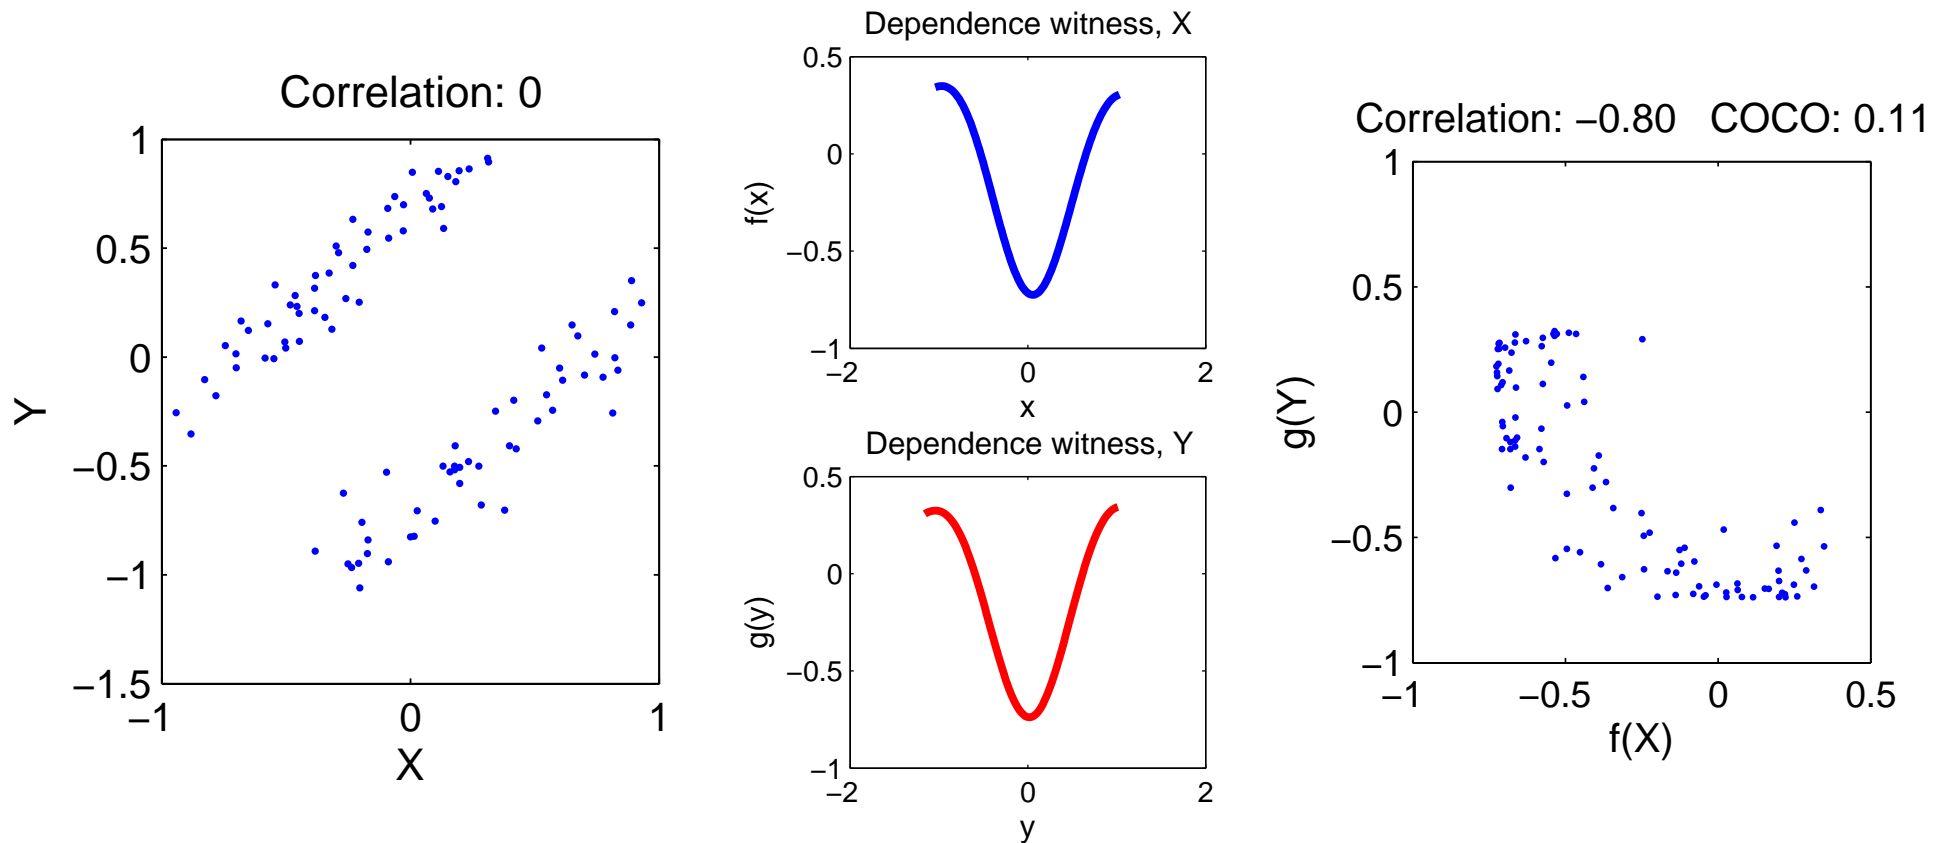 Correlation: 0
1
0.5
0
−0.5
−1
−1.5
−1
0
1
X
Y
Dependence witness, X
0.5
0
−0.5
−1
−2
0
2
x
f(x)
Dependence witness, Y
0.5
0
−0.5
−1
−2
0
2
y
g(y)
Correlation: −0.80 COCO: 0.11
1
0.5
0
−0.5
−1
−1
−0.5
0
0.5
f(X)
g(Y)